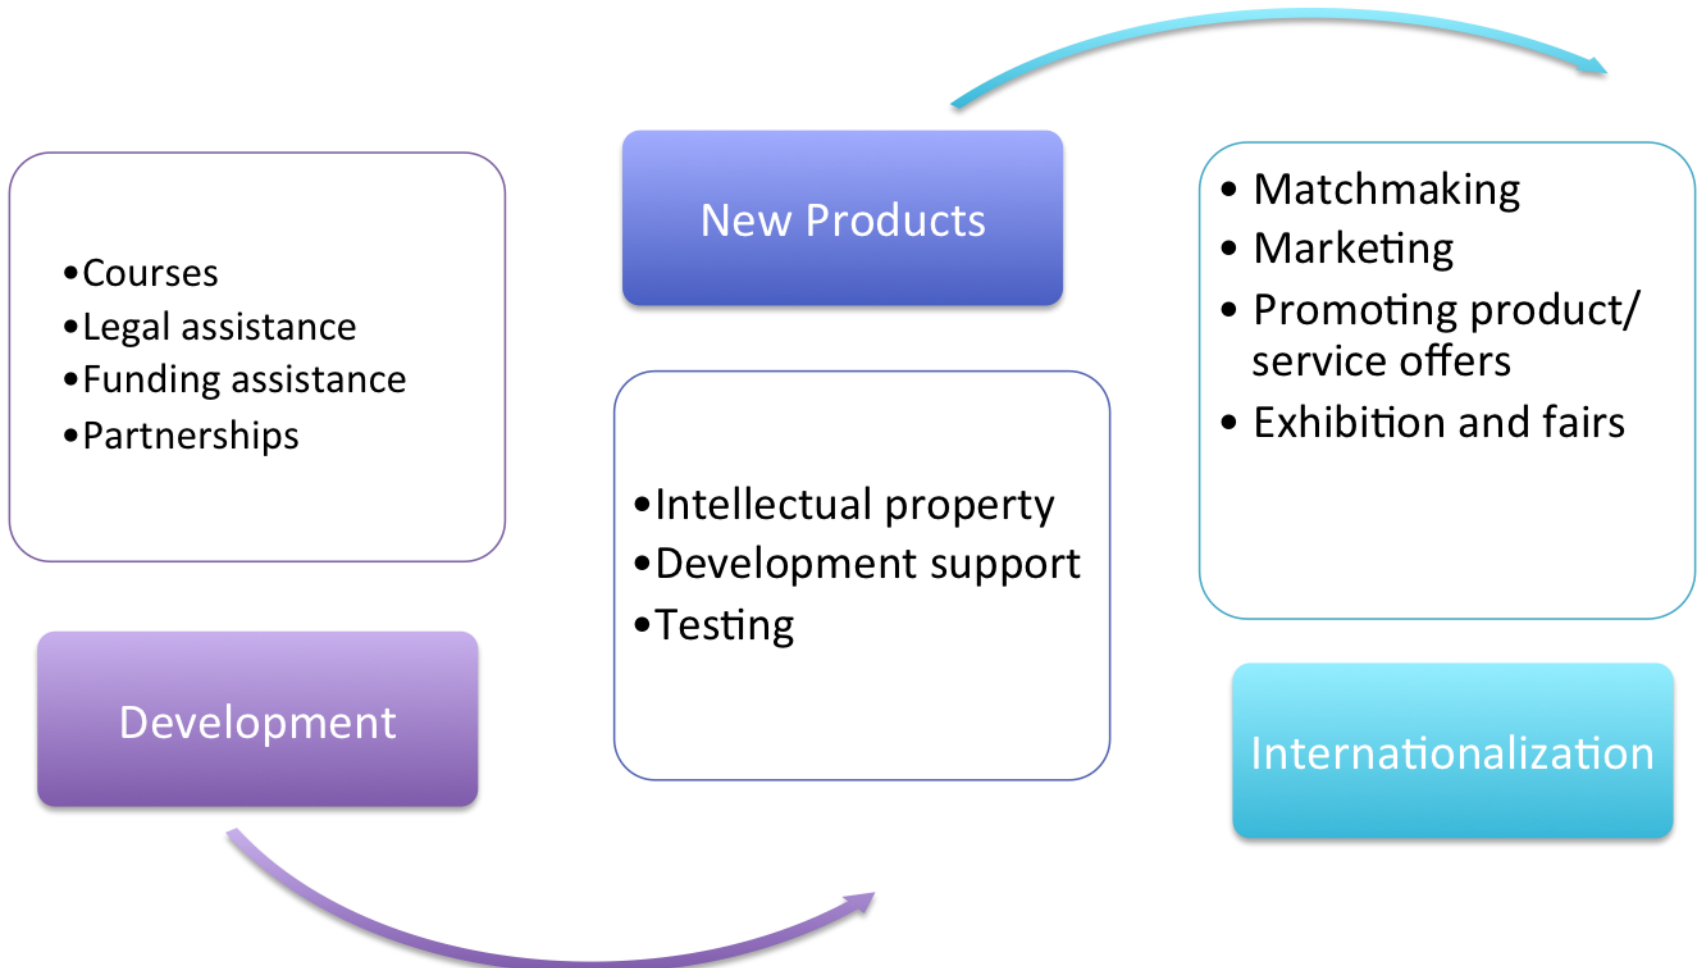 •Courses
•Legal assistance
•Funding assistance
•Partnerships
Development
New Products
•Intellectual property
•Development support
•Testing
• Matchmaking
• Marketing
• Promoting product/
service offers
• Exhibition and fairs
Internationalization